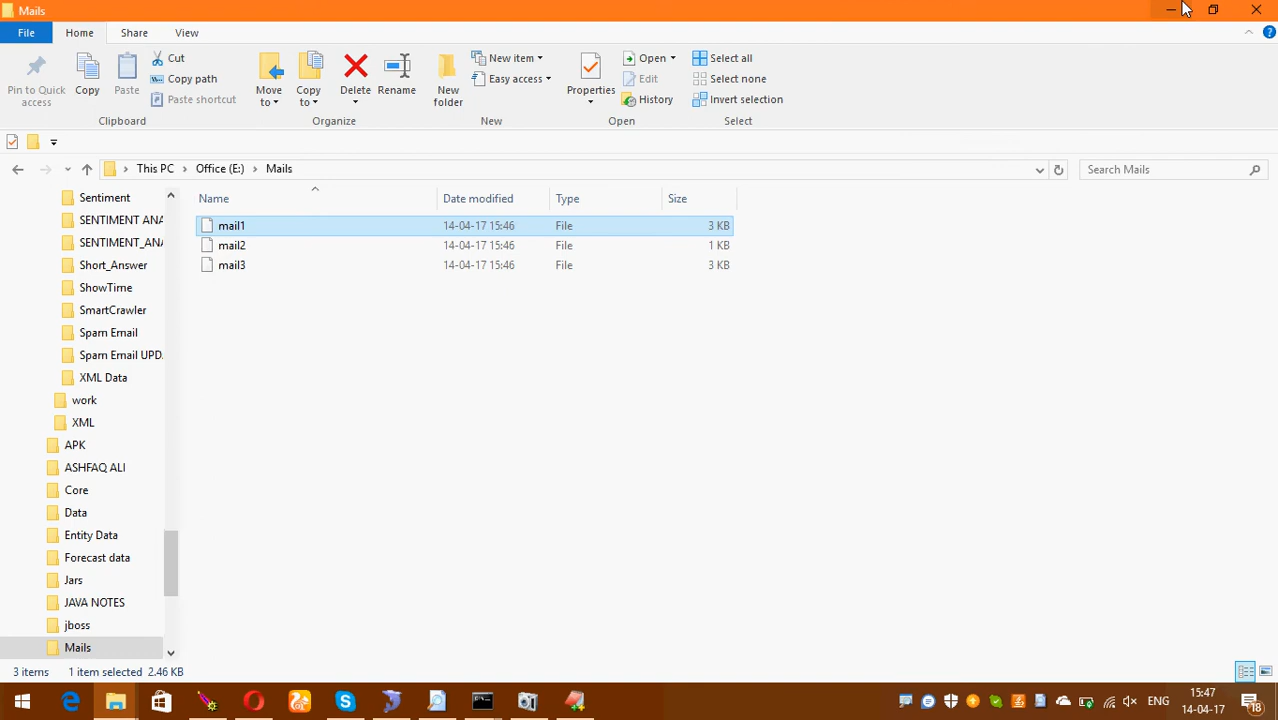 Mails
File Home Share View
Pin to Quick access
Copy
Paste
Cut
Copy path
Paste shortcut
Clipboard
Move to
Copy to
Delete
Rename
Organize
New folder
New item
Easy access
New
Properties
Open
Edit
History
Open
Select all
Select none
Invert selection
Select
This PC Office (E:) Mails
Search Mails
Name Date modified Type Size
mail1 14-04-17 15:46 File 3 KB
mail2 14-04-17 15:46 File 1 KB
mail3 14-04-17 15:46 File 3 KB
Sentiment
SENTIMENT ANA
SENTIMENT_ANA
Short_Answer
ShowTime
SmartCrawler
Spam Email
Spam Email UPD
XML Data
work
XML
APK
ASHFAQ ALI
Core
Data
Entity Data
Forecast data
Jars
JAVA NOTES
jboss
Mails
3 items 1 item selected 2.46 KB
ENG
15:47
14-04-17
18